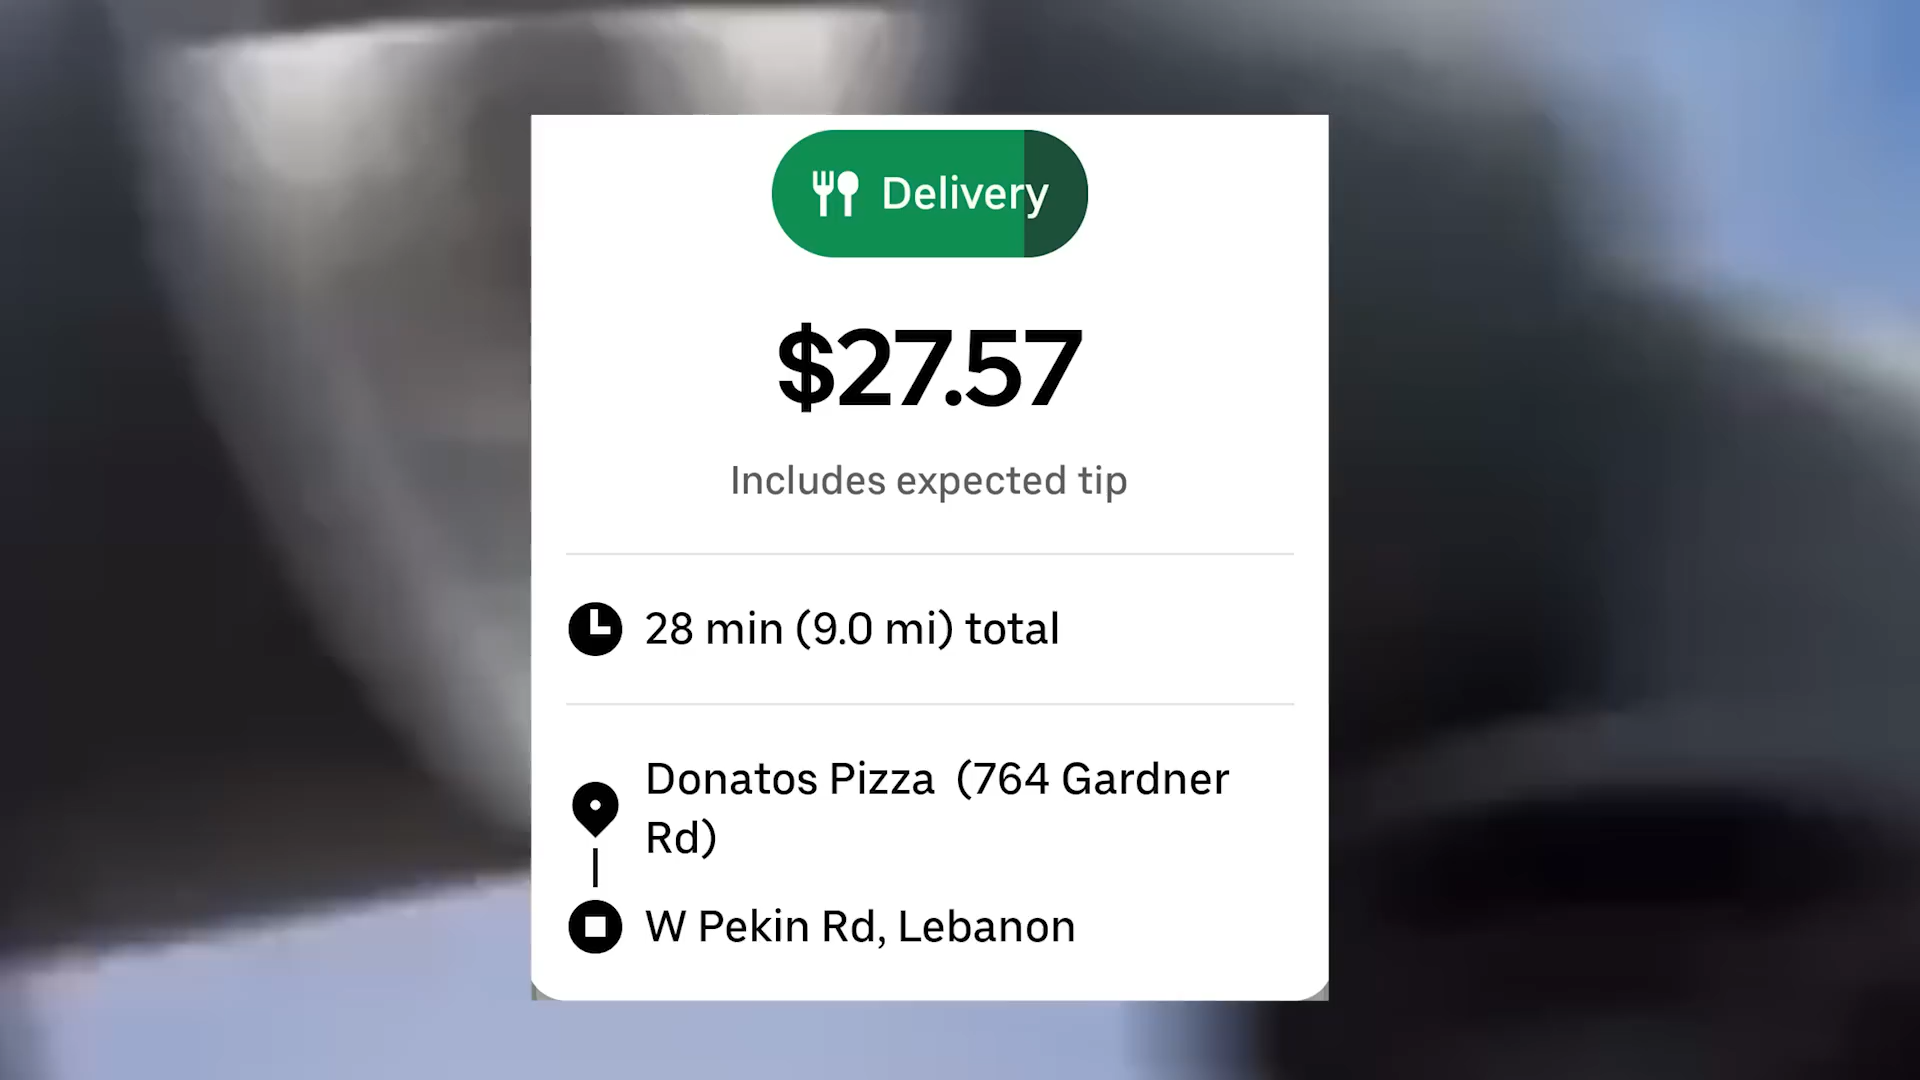 Delivery
$27.57
Includes expected tip
28 min (9.0 mi) total
Donatos Pizza (764 Gardner
Rd)
W Pekin Rd, Lebanon